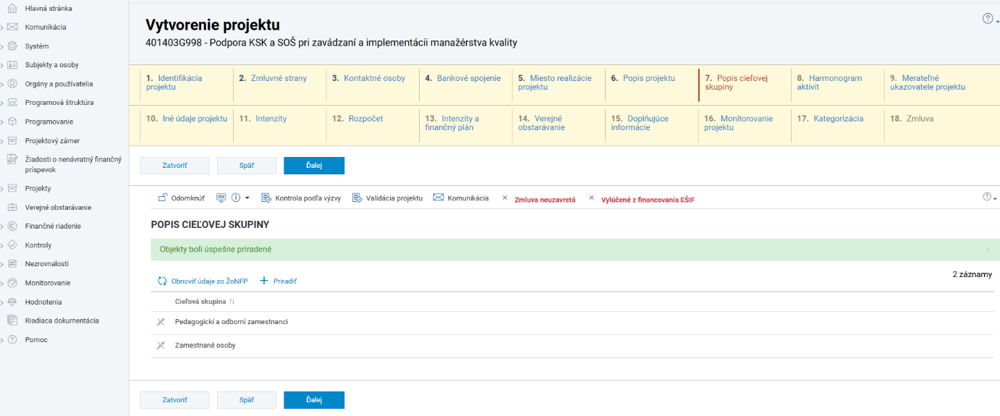 Hlavná stránka
Komunikácia
Systém
Subjekty a osoby
Orgány a používatelia
Programová štruktúra
Programovanie
Projektový zámer
Žiadosti o nenávratný finančný
príspevok
Projekty
Verejné obstarávanie
Finančné riadenie
Kontroly
Nezrovnalosti
Monitorovanie
Hodnotenia
Riadiaca dokumentácia
Pomoc
Vytvorenie projektu
401403G998 - Podpora KSK a SOŠ pri zavádzaní a implementácii manažérstva kvality
1. Identifikácia
projektu
2. Zmluvné strany
3. Kontaktné osoby
4. Bankové spojenie
5. Miesto realizácie
projektu
6. Popis projektu
7. Popis cieľovej
skupiny
8. Harmonogram
aktivít
9. Merateľné
ukazovatele projektu
10. Iné údaje projektu
11. Intenzity
12. Rozpočet
13. Intenzity a
finančný plán
14. Verejné
obstarávanie
15. Doplňujúce
informácie
16. Monitorovanie
projektu
17. Kategorizácia
18. Zmluva
Zatvoriť Späť Ďalej
Odomknúť Kontrola podľa výzvy Validácia projektu Komunikácia Zmluva neuzavretá Vylúčené z financovania EŠIF
POPIS CIEĽOVEJ SKUPINY
Objekty boli úspešne priradené
Obnoviť údaje zo ŽoNFP Priradiť 2 záznamy
Cieľová skupina
Pedagogickí a odborní zamestnanci
Zamestnané osoby
Zatvoriť Späť Ďalej